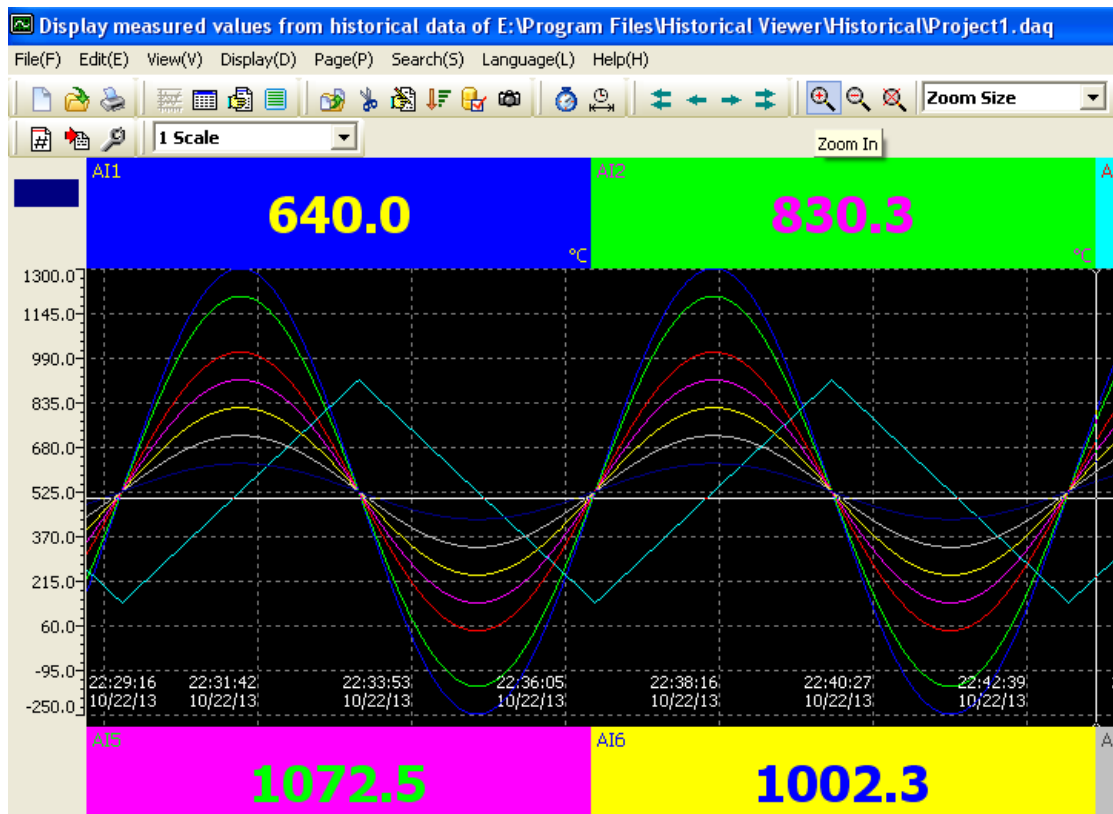 Display measured values from historical data of E:\Program Files\Historical Viewer\Historical\Project1.daq
File(F) Edit(E) View(V) Display(D) Page(P) Search(S) Language(L) Help(H)
Zoom Size
1 Scale
Zoom In
AI1
AI2
A
640.0
830.3
°C
°C
1300.0
1145.0
990.0
835.0
680.0
525.0
370.0
215.0
60.0
-95.0
-250.0
22:29:16 22:31:42 22:33:53 22:36:05 22:38:16 22:40:27 22:42:39
10/22/13 10/22/13 10/22/13 10/22/13 10/22/13 10/22/13 10/22/13
AI5
AI6
A
1072.5
1002.3